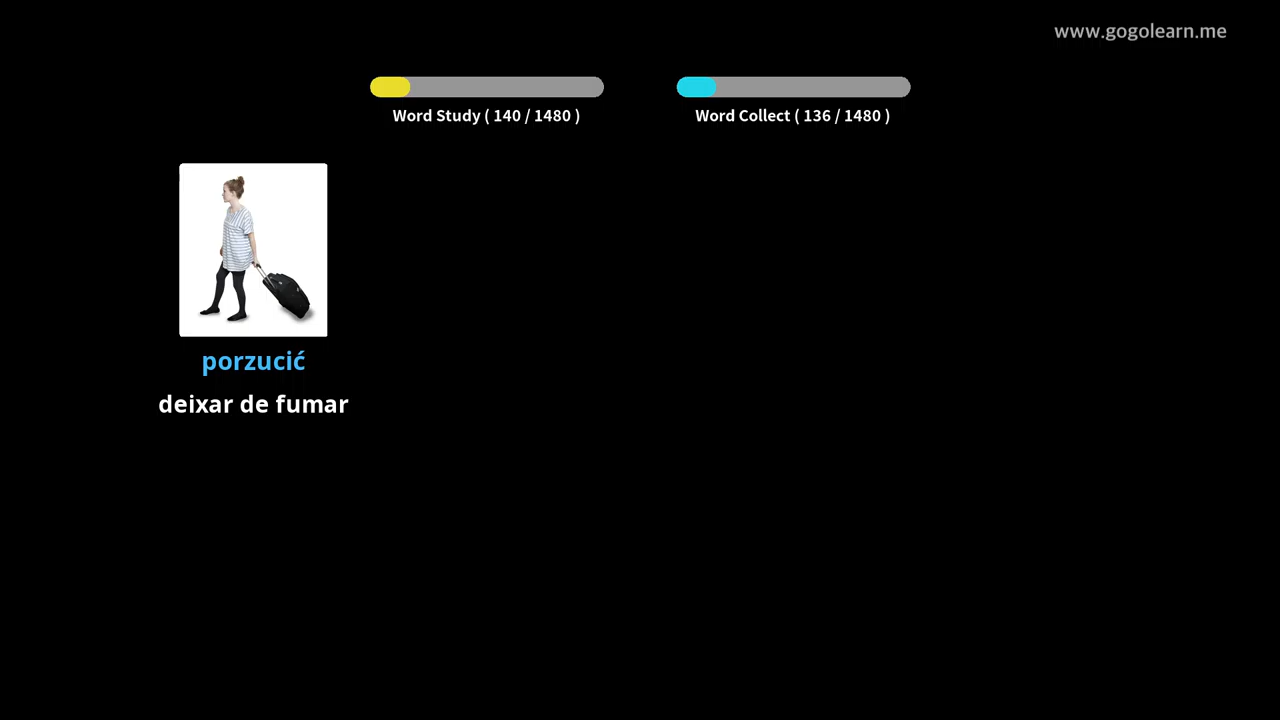 www.gogolearn.me
Word Study ( 140 / 1480 )
Word Collect ( 136 / 1480 )
porzucić
deixar de fumar